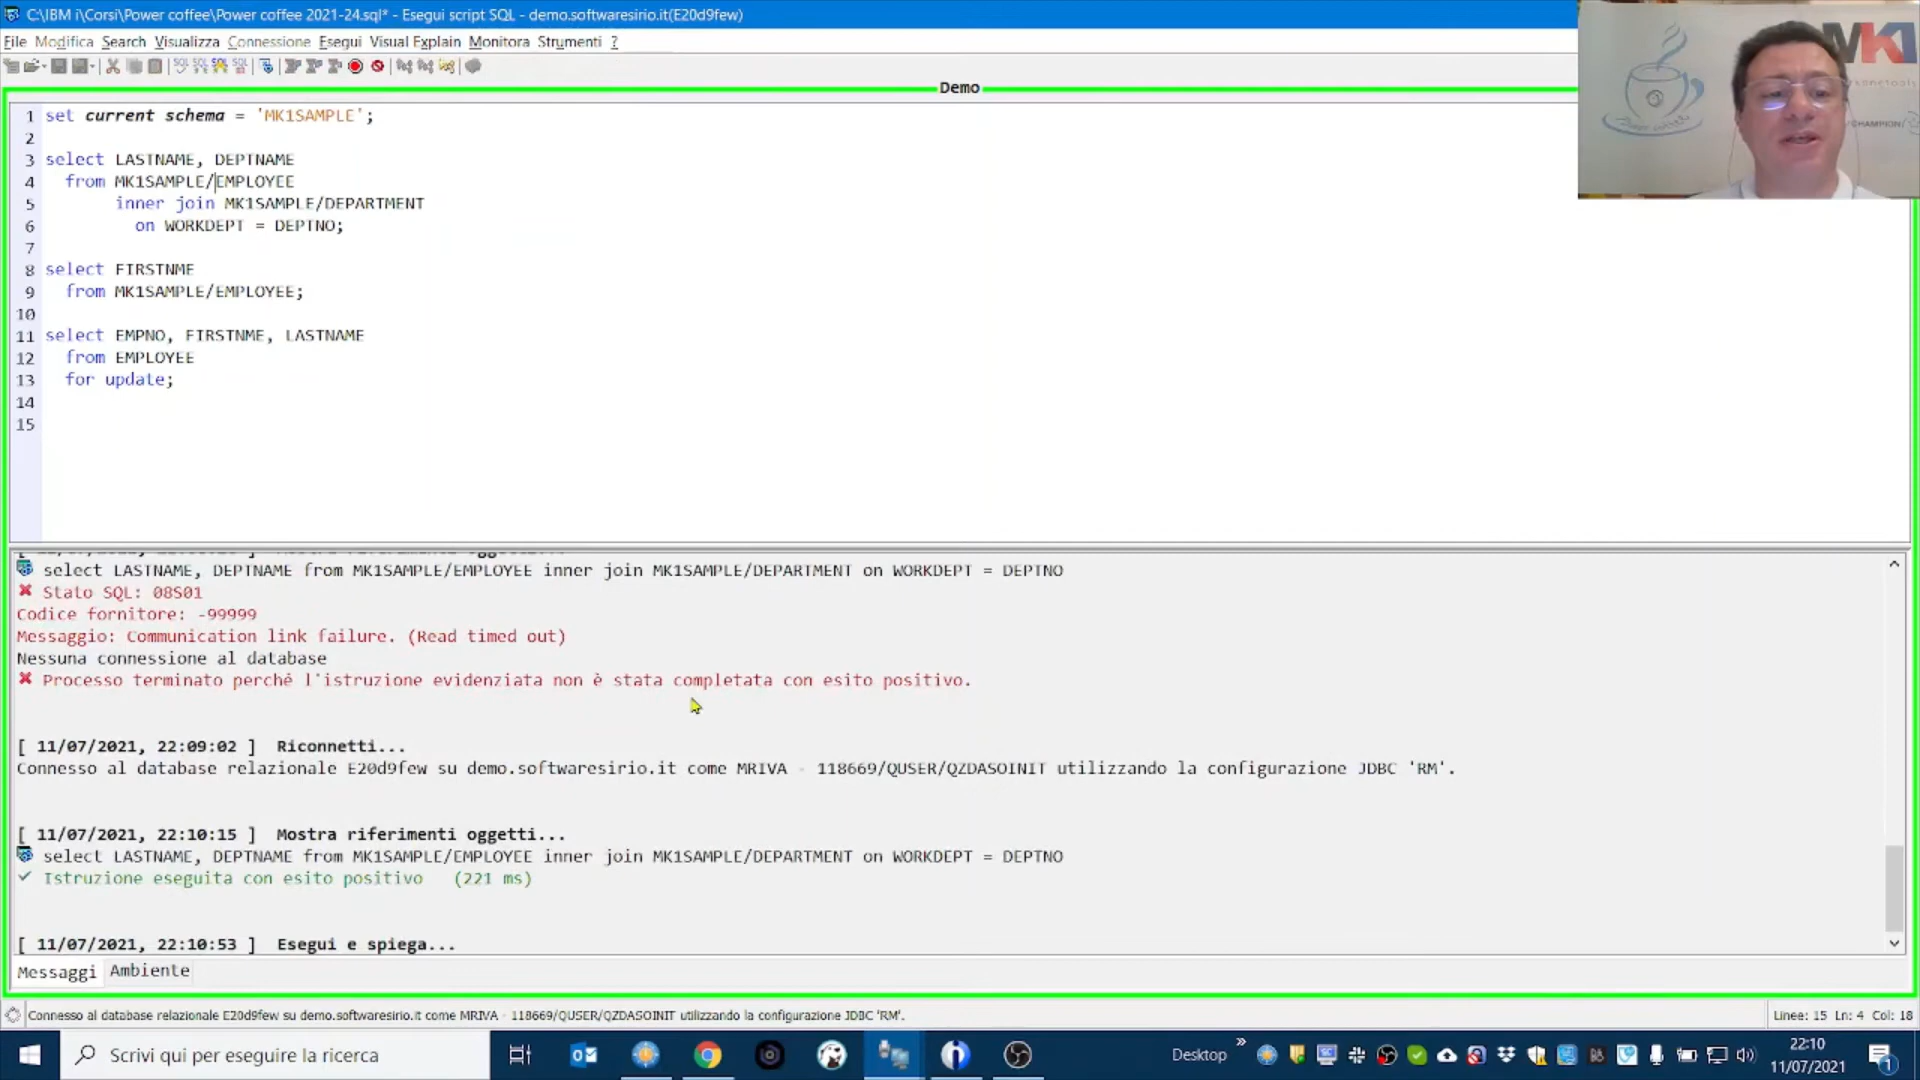 C:\IBM i\Corsi\Power coffee\Power coffee 2021-24.sql* - Esegui script SQL - demo.softwaresirio.it(E20d9few)
File Modifica Search Visualizza Connessione Esegui Visual Explain Monitora Strumenti ?
Demo
1 set current schema = 'MK1SAMPLE';
2
3 select LASTNAME, DEPTNAME
4 from MK1SAMPLE/EMPLOYEE
5 inner join MK1SAMPLE/DEPARTMENT
6 on WORKDEPT = DEPTNO;
7
8 select FIRSTNME
9 from MK1SAMPLE/EMPLOYEE;
10
11 select EMPNO, FIRSTNME, LASTNAME
12 from EMPLOYEE
13 for update;
14
15
select LASTNAME, DEPTNAME from MK1SAMPLE/EMPLOYEE inner join MK1SAMPLE/DEPARTMENT on WORKDEPT = DEPTNO
Stato SQL: 08S01
Codice fornitore: -99999
Messaggio: Communication link failure. (Read timed out)
Nessuna connessione al database
Processo terminato perché l'istruzione evidenziata non è stata completata con esito positivo.
[ 11/07/2021, 22:09:02 ] Riconnetti...
Connesso al database relazionale E20d9few su demo.softwaresirio.it come MRIVA - 118669/QUSER/QZDASOINIT utilizzando la configurazione JDBC 'RM'.
[ 11/07/2021, 22:10:15 ] Mostra riferimenti oggetti...
select LASTNAME, DEPTNAME from MK1SAMPLE/EMPLOYEE inner join MK1SAMPLE/DEPARTMENT on WORKDEPT = DEPTNO
Istruzione eseguita con esito positivo (221 ms)
[ 11/07/2021, 22:10:53 ] Esegui e spiega...
Messaggi Ambiente
Connesso al database relazionale E20d9few su demo.softwaresirio.it come MRIVA - 118669/QUSER/QZDASOINIT utilizzando la configurazione JDBC 'RM'.
Linee: 15 Ln: 4 Col: 18
Scrivi qui per eseguire la ricerca
Desktop
22:10
11/07/2021
1
MK1
CHAMPION